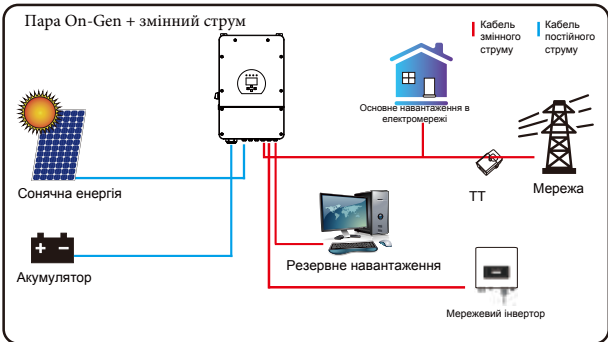 Пара On-Gen + змінний струм
Кабель
змінного
струму
Кабель
постійного
струму
Основне навантаження в
електромережі
Сонячна енергія
ТТ
Мережа
Акумулятор
Резервне навантаження
Мережевий інвертор